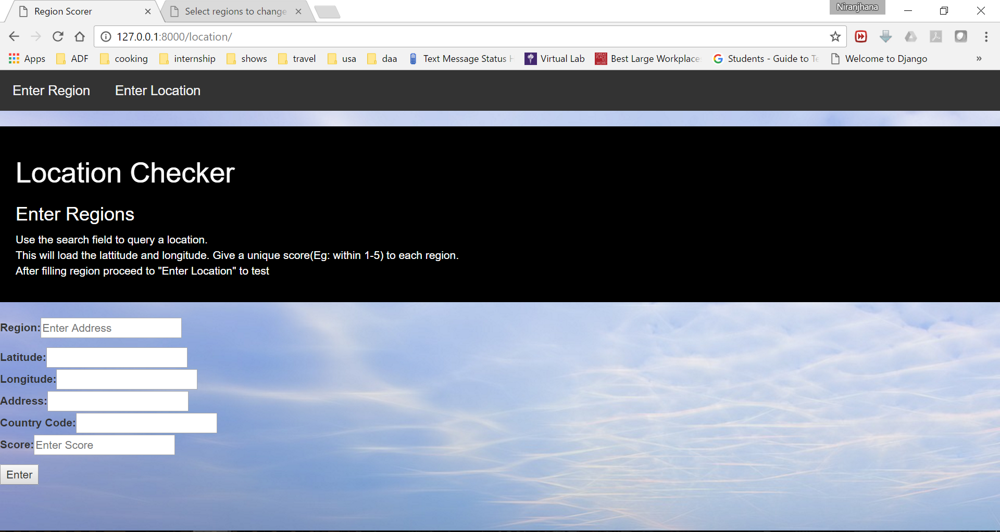 Region Scorer
Select regions to change
Niranjhana
127.0.0.1:8000/location/
Apps ADF cooking internship shows travel usa daa Text Message Status Virtual Lab Best Large Workplace Students - Guide to Welcome to Django »
Enter Region Enter Location
Location Checker
Enter Regions
Use the search field to query a location.
This will load the lattitude and longitude. Give a unique score(Eg: within 1-5) to each region.
After filling region proceed to "Enter Location" to test
Region: Enter Address
Latitude:
Longitude:
Address:
Country Code:
Score: Enter Score
Enter